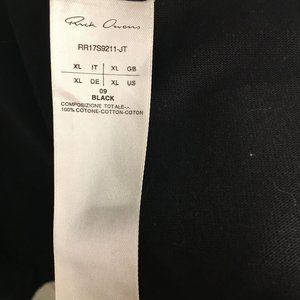 Rick Owens
RR17S9211-JT
XL IT XL GB
XL DE XL US
09
BLACK
COMPOSIZIONE TOTALE-.-
100% COTONE-COTTON-COTON